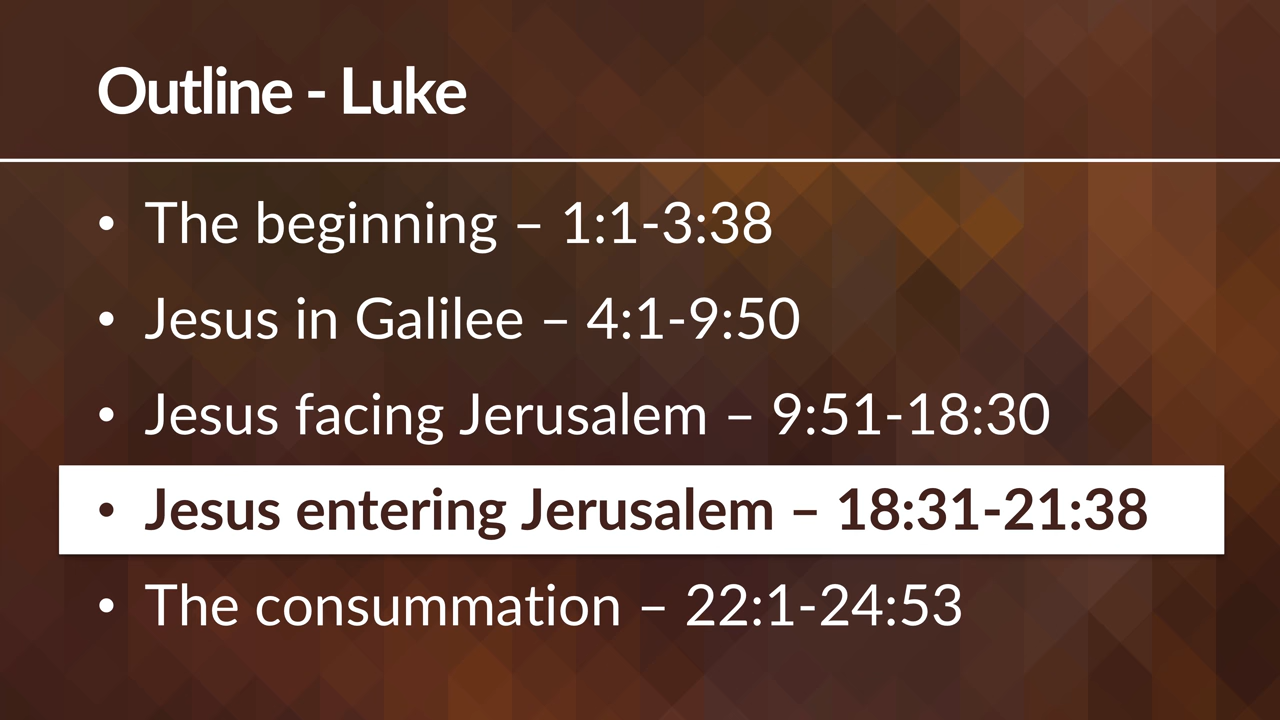 Outline - Luke
• The beginning – 1:1-3:38
• Jesus in Galilee – 4:1-9:50
• Jesus facing Jerusalem – 9:51-18:30
• Jesus entering Jerusalem – 18:31-21:38
• The consummation – 22:1-24:53